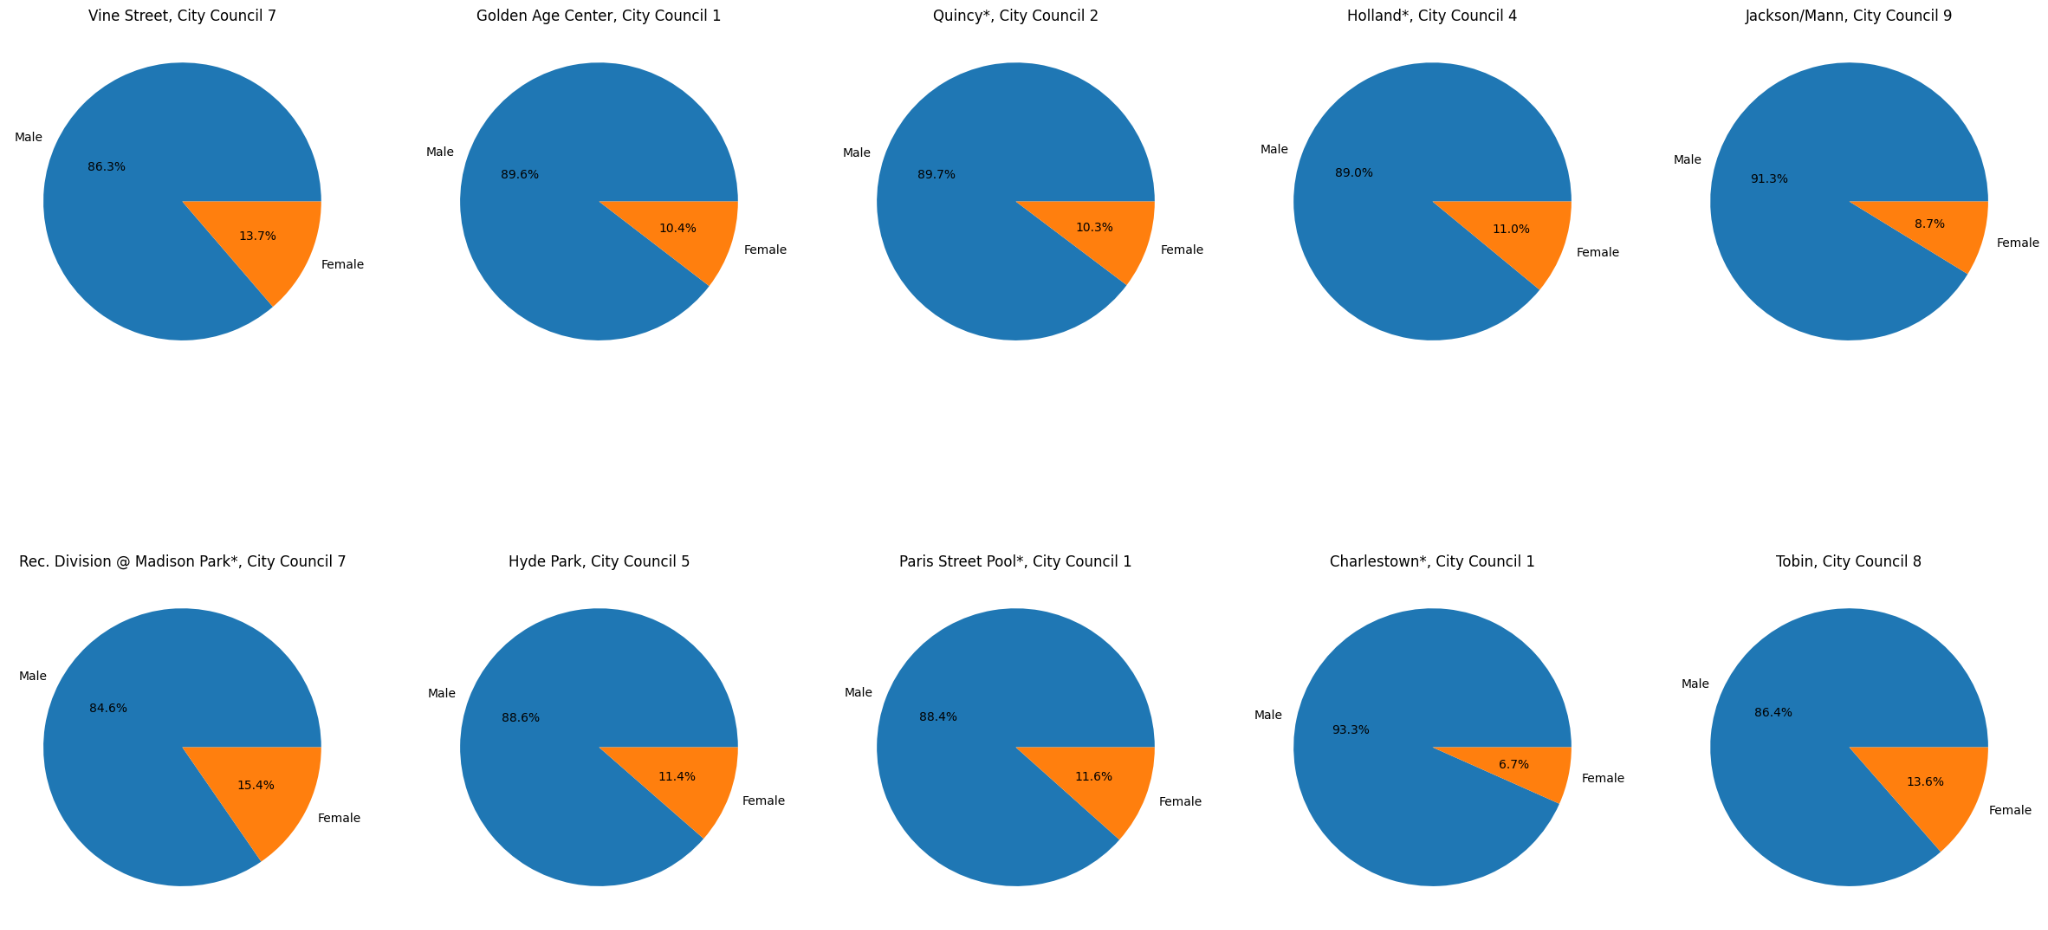 Vine Street, City Council 7
Male
86.3%
13.7%
Female
Golden Age Center, City Council 1
Male
89.6%
10.4%
Female
Quincy*, City Council 2
Male
89.7%
10.3%
Female
Holland*, City Council 4
Male
89.0%
11.0%
Female
Jackson/Mann, City Council 9
Male
91.3%
8.7%
Female
Rec. Division @ Madison Park*, City Council 7
Male
84.6%
15.4%
Female
Hyde Park, City Council 5
Male
88.6%
11.4%
Female
Paris Street Pool*, City Council 1
Male
88.4%
11.6%
Female
Charlestown*, City Council 1
Male
93.3%
6.7%
Female
Tobin, City Council 8
Male
86.4%
13.6%
Female